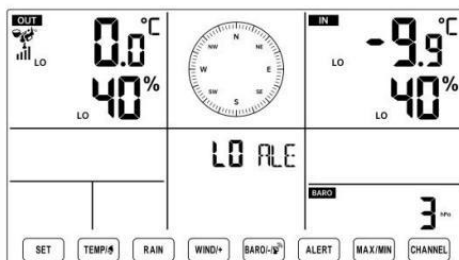 OUT
0.0°C
LO
40%
LO
N
NW NE
W E
SW SE
S
IN
-9.9°C
LO
40%
LO
LO ALE
BARO
3 hPa
SET TEMP/ RAIN WIND/+ BARO/-/ ALERT MAX/MIN CHANNEL